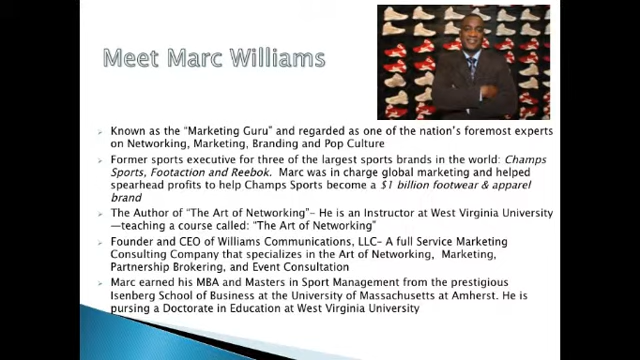 Meet Marc Williams
Known as the "Marketing Guru" and regarded as one of the nation's foremost experts
on Networking, Marketing, Branding and Pop Culture
Former sports executive for three of the largest sports brands in the world: Champs
Sports, Footaction and Reebok. Marc was in charge global marketing and helped
spearhead profits to help Champs Sports become a $1 billion footwear & apparel
brand
The Author of "The Art of Networking"- He is an Instructor at West Virginia University
—teaching a course called: "The Art of Networking"
Founder and CEO of Williams Communications, LLC- A full Service Marketing
Consulting Company that specializes in the Art of Networking, Marketing,
Partnership Brokering, and Event Consultation
Marc earned his MBA and Masters in Sport Management from the prestigious
Isenberg School of Business at the University of Massachusetts at Amherst. He is
pursing a Doctorate in Education at West Virginia University